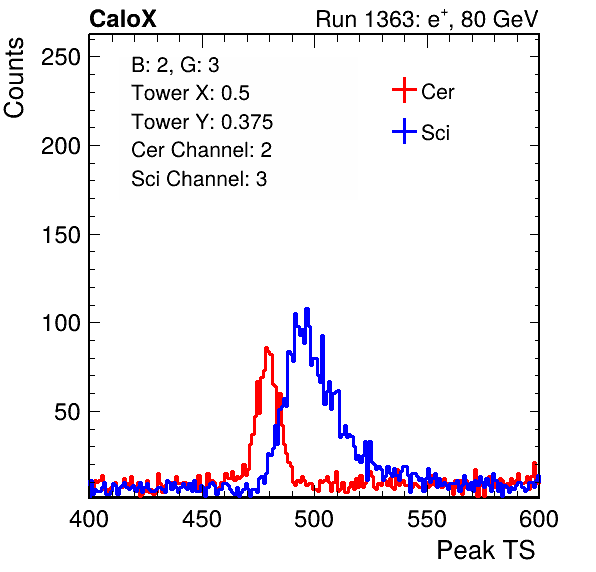 CaloX
Run 1363: e+, 80 GeV
Counts
250
200
150
100
50
B: 2, G: 3
Tower X: 0.5
Tower Y: 0.375
Cer Channel: 2
Sci Channel: 3
Cer
Sci
400 450 500 550 600
Peak TS